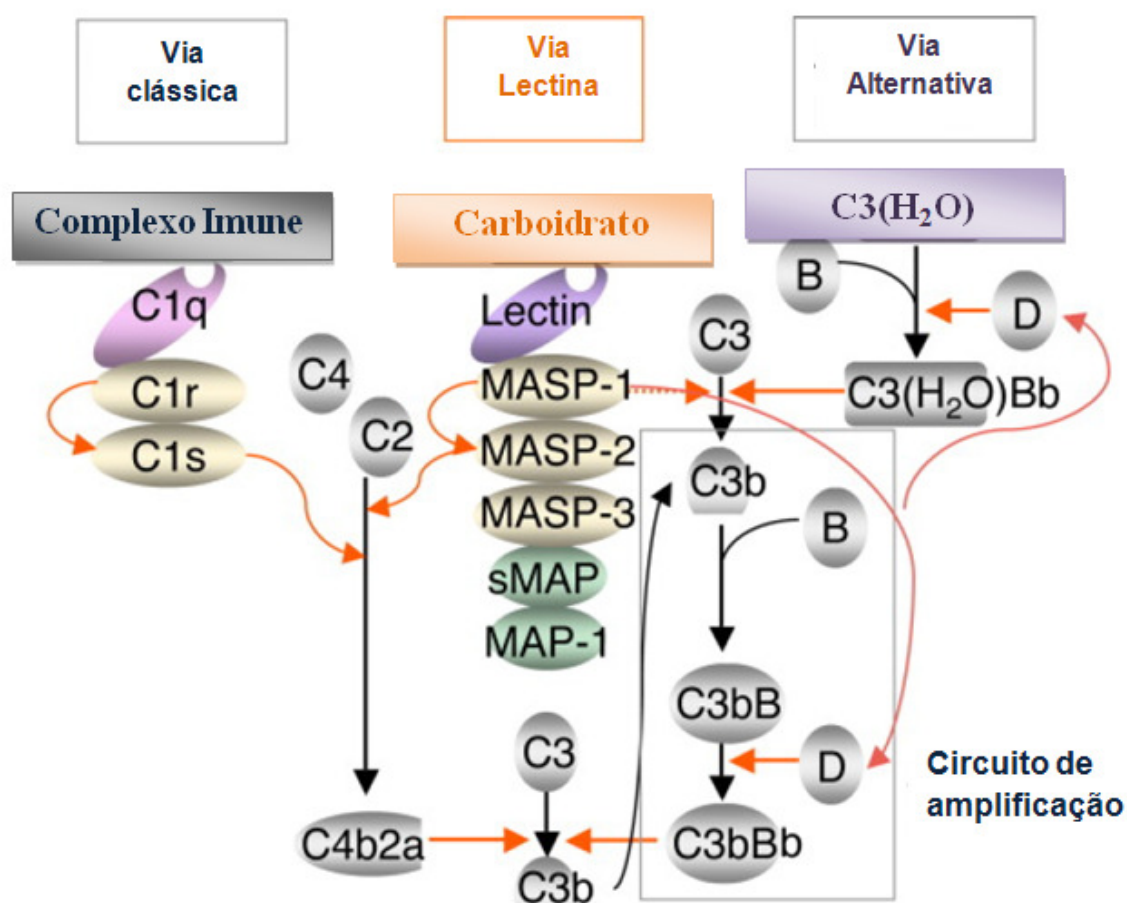 Via
clássica
Via
Lectina
Via
Alternativa
Complexo Imune
Carboidrato
C3(H₂O)
C1q
C1r
C1s
C4
C2
Lectin
MASP-1
MASP-2
MASP-3
sMAP
MAP-1
C3
B
D
C3(H₂O)Bb
C3b
B
C3bB
D
C3bBb
Circuito de
amplificação
C3
C4b2a
C3b